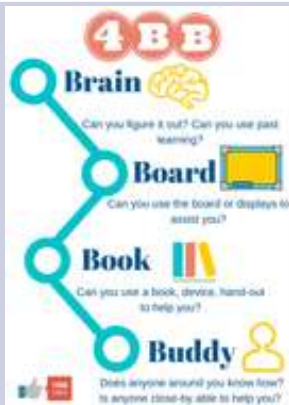 4BB
Brain
Can you figure it out? Can you use past
learning?
Board
Can you use the board or displays to
assist you?
Book
Can you use a book, device, hand-out
to help you?
Buddy
Does anyone around you know how?
Is anyone close-by able to help you?